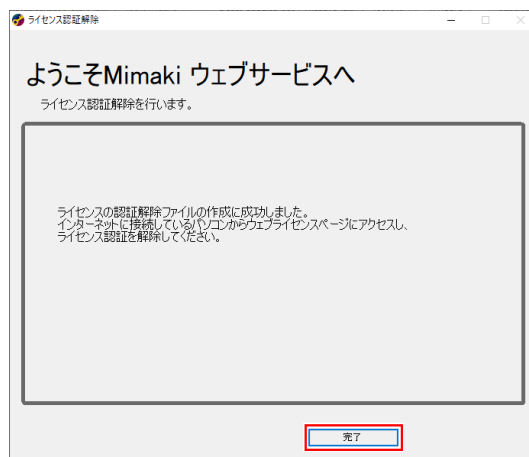 ライセンス認証解除
ようこそMimaki ウェブサービスへ
ライセンス認証解除を行います。
ライセンスの認証解除ファイルの作成に成功しました。
インターネットに接続しているパソコンからウェブライセンスページにアクセスし、
ライセンス認証を解除してください。
完了